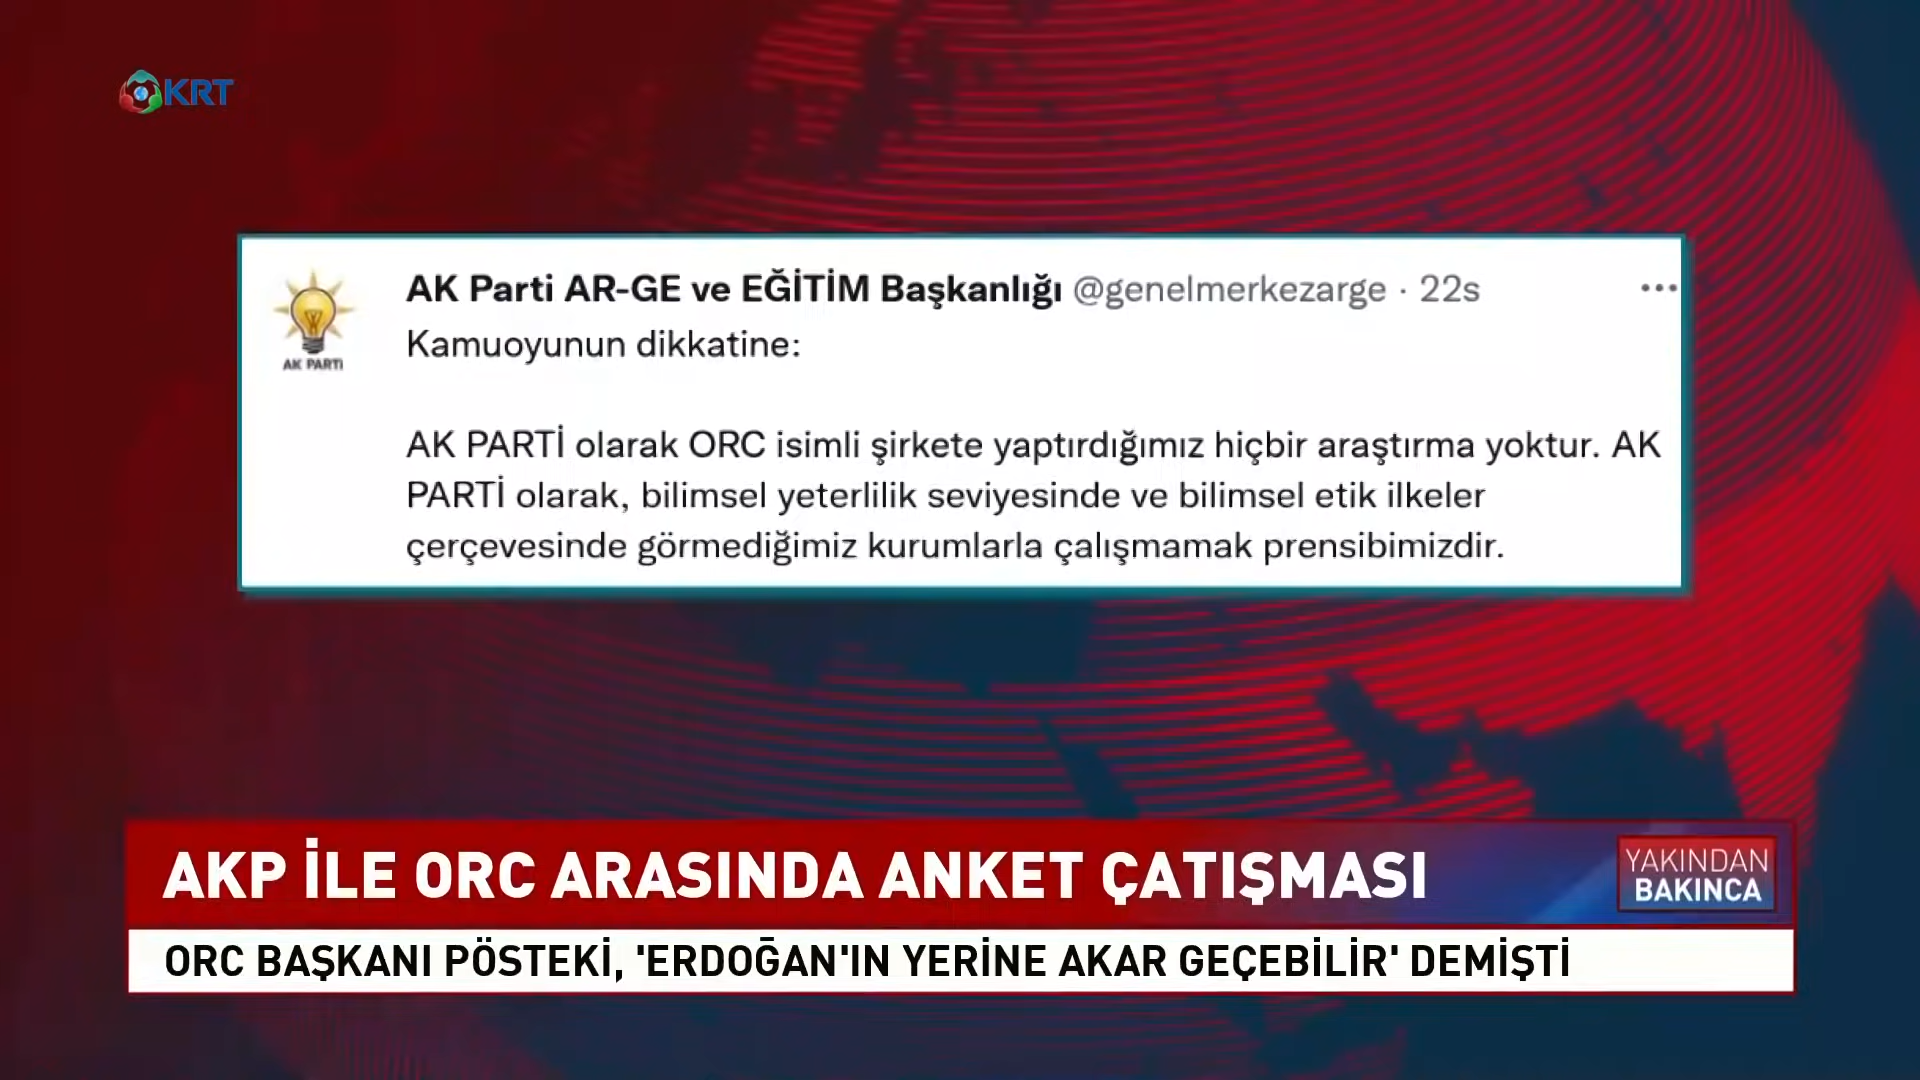 KRT
AK Parti AR-GE ve EĞİTİM Başkanlığı @genelmerkezarge · 22s
Kamuoyunun dikkatine:
AK PARTİ
AK PARTİ olarak ORC isimli şirkete yaptırdığımız hiçbir araştırma yoktur. AK
PARTİ olarak, bilimsel yeterlilik seviyesinde ve bilimsel etik ilkeler
çerçevesinde görmediğimiz kurumlarla çalışmamak prensibimizdir.
AKP İLE ORC ARASINDA ANKET ÇATIŞMASI
YAKINDAN
BAKINCA
ORC BAŞKANI PÖSTEKİ, 'ERDOĞAN'IN YERİNE AKAR GEÇEBİLİR' DEMİŞTİ